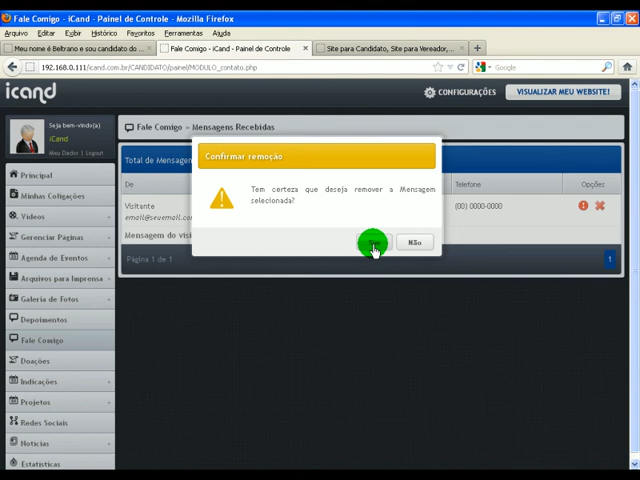 Fale Comigo - iCand - Painel de Controle - Mozilla Firefox
Arquivo Editar Exibir Histórico Favoritos Ferramentas Ajuda
Meu nome é Beltrano e sou candidato do ... Fale Comigo - iCand - Painel de Controle Site para Candidato, Site para Vereador,...
192.168.0.111/icand.com.br/CANDIDATO/painel/MODULO_contato.php Google
icand CONFIGURAÇÕES VISUALIZAR MEU WEBSITE!
Seja bem-vindo(a)
iCand
Meu Dados | Logout
Fale Comigo » Mensagens Recebidas
Total de Mensagen
De Telefone Opções
Visitante (00) 0000-0000
email@seuemail.co
Mensagem do visi
Página 1 de 1 1
Confirmar remoção
Tem certeza que deseja remover a Mensagem
selecionada?
Não
Principal
Minhas Coligações
Vídeos
Gerenciar Páginas
Agenda de Eventos
Arquivos para Imprensa
Galeria de Fotos
Depoimentos
Fale Comigo
Doações
Indicações
Projetos
Redes Sociais
Notícias
Estatísticas